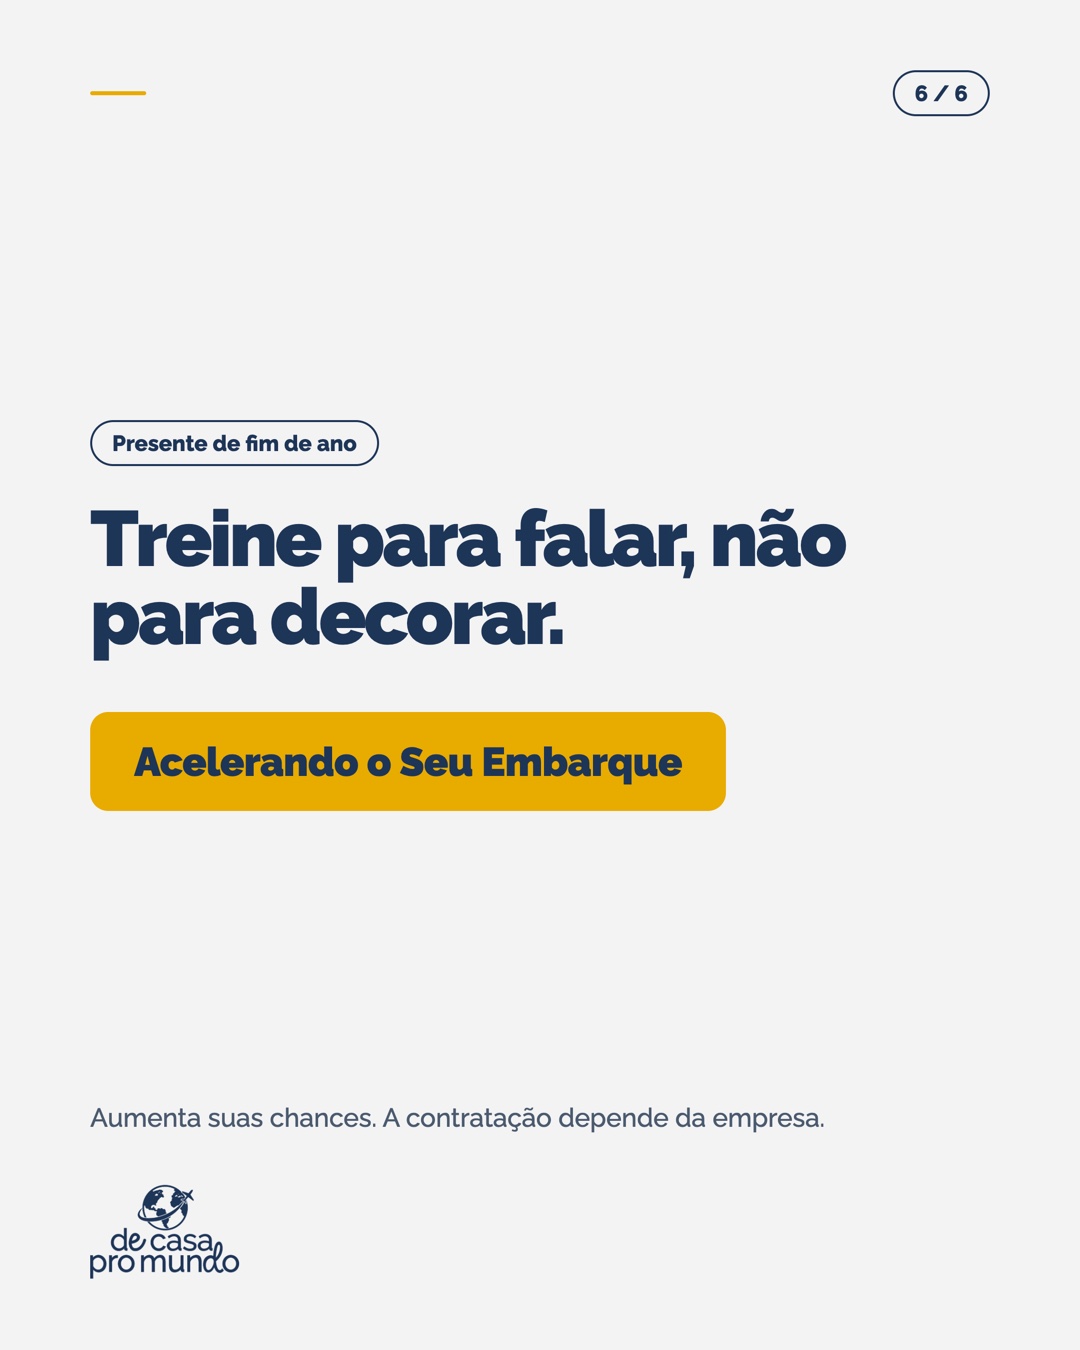 6 / 6
Presente de fim de ano
Treine para falar, não
para decorar.
Acelerando o Seu Embarque
Aumenta suas chances. A contratação depende da empresa.
de casa
pro mundo